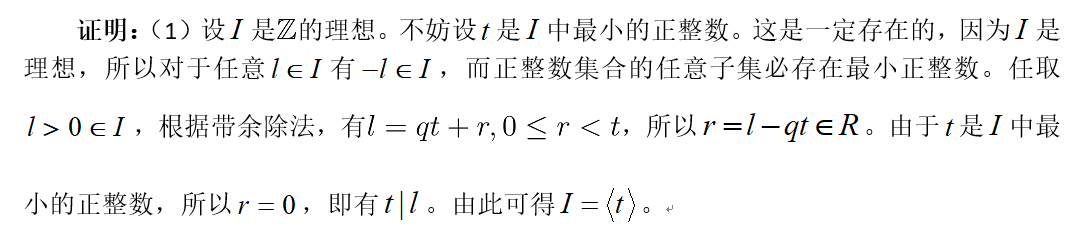 证明：（1）设 I 是ℤ的理想。不妨设 t 是 I 中最小的正整数。这是一定存在的，因为 I 是
理想，所以对于任意 l ∈ I 有 −l ∈ I ，而正整数集合的任意子集必存在最小正整数。任取
l > 0 ∈ I ，根据带余除法，有l = qt + r, 0 ≤ r < t，所以 r = l − qt ∈ R 。由于 t 是 I 中最
小的正整数，所以 r = 0 ，即有 t | l 。由此可得 I = ⟨t⟩ 。